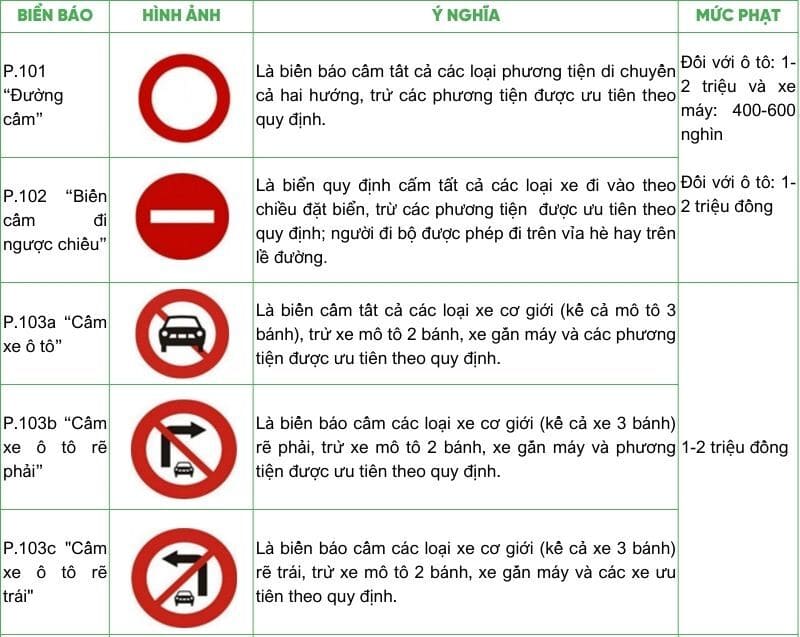 BIỂN BÁO
HÌNH ẢNH
Ý NGHĨA
MỨC PHẠT
P.101
“Đường
cấm”
Là biển báo cấm tất cả các loại phương tiện di chuyển
cả hai hướng, trừ các phương tiện được ưu tiên theo
quy định.
Đối với ô tô: 1-
2 triệu và xe
máy: 400-600
nghìn
P.102 “Biển
cấm đi
ngược chiều”
Là biển quy định cấm tất cả các loại xe đi vào theo
chiều đặt biển, trừ các phương tiện được ưu tiên theo
quy định; người đi bộ được phép đi trên vỉa hè hay trên
lề đường.
Đối với ô tô: 1-
2 triệu đồng
P.103a “Cấm
xe ô tô”
Là biển cấm tất cả các loại xe cơ giới (kể cả mô tô 3
bánh), trừ xe mô tô 2 bánh, xe gắn máy và các phương
tiện được ưu tiên theo quy định.
P.103b “Cấm
xe ô tô rẽ
phải”
Là biển báo cấm các loại xe cơ giới (kể cả xe 3 bánh)
rẽ phải, trừ xe mô tô 2 bánh, xe gắn máy và phương
tiện được ưu tiên theo quy định.
1-2 triệu đồng
P.103c "Cấm
xe ô tô rẽ
trái"
Là biển báo cấm các loại xe cơ giới (kể cả xe 3 bánh)
rẽ trái, trừ xe mô tô 2 bánh, xe gắn máy và các xe ưu
tiên theo quy định.